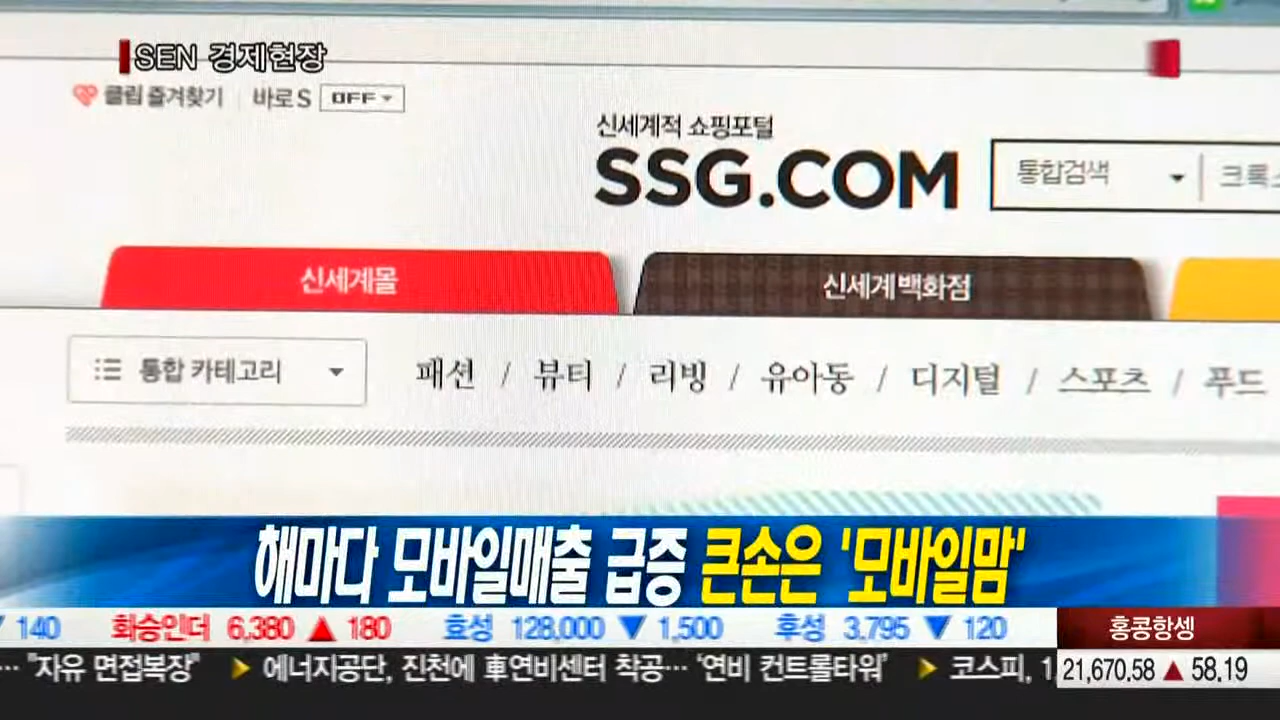 SEN 경제현장
클립 즐겨찾기 바로S OFF
신세계적 쇼핑포털
SSG.COM
통합검색
신세계몰 신세계백화점
통합 카테고리 패션 / 뷰티 / 리빙 / 유아동 / 디지털 / 스포츠 / 푸드
해마다 모바일매출 급증 큰손은 '모바일맘'
▼ 140 화승인더 6,380 ▲ 180 효성 128,000 ▼ 1,500 후성 3,795 ▼ 120 홍콩항셍
… "자유 면접복장" ▶ 에너지공단, 진천에 車연비센터 착공… '연비 컨트롤타워' ▶ 코스피, 21,670.58 ▲ 58.19